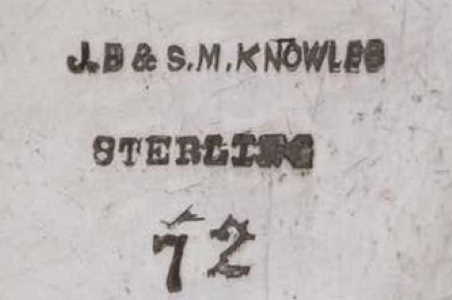 J.B & S.M. KNOWLES
STERLING
72